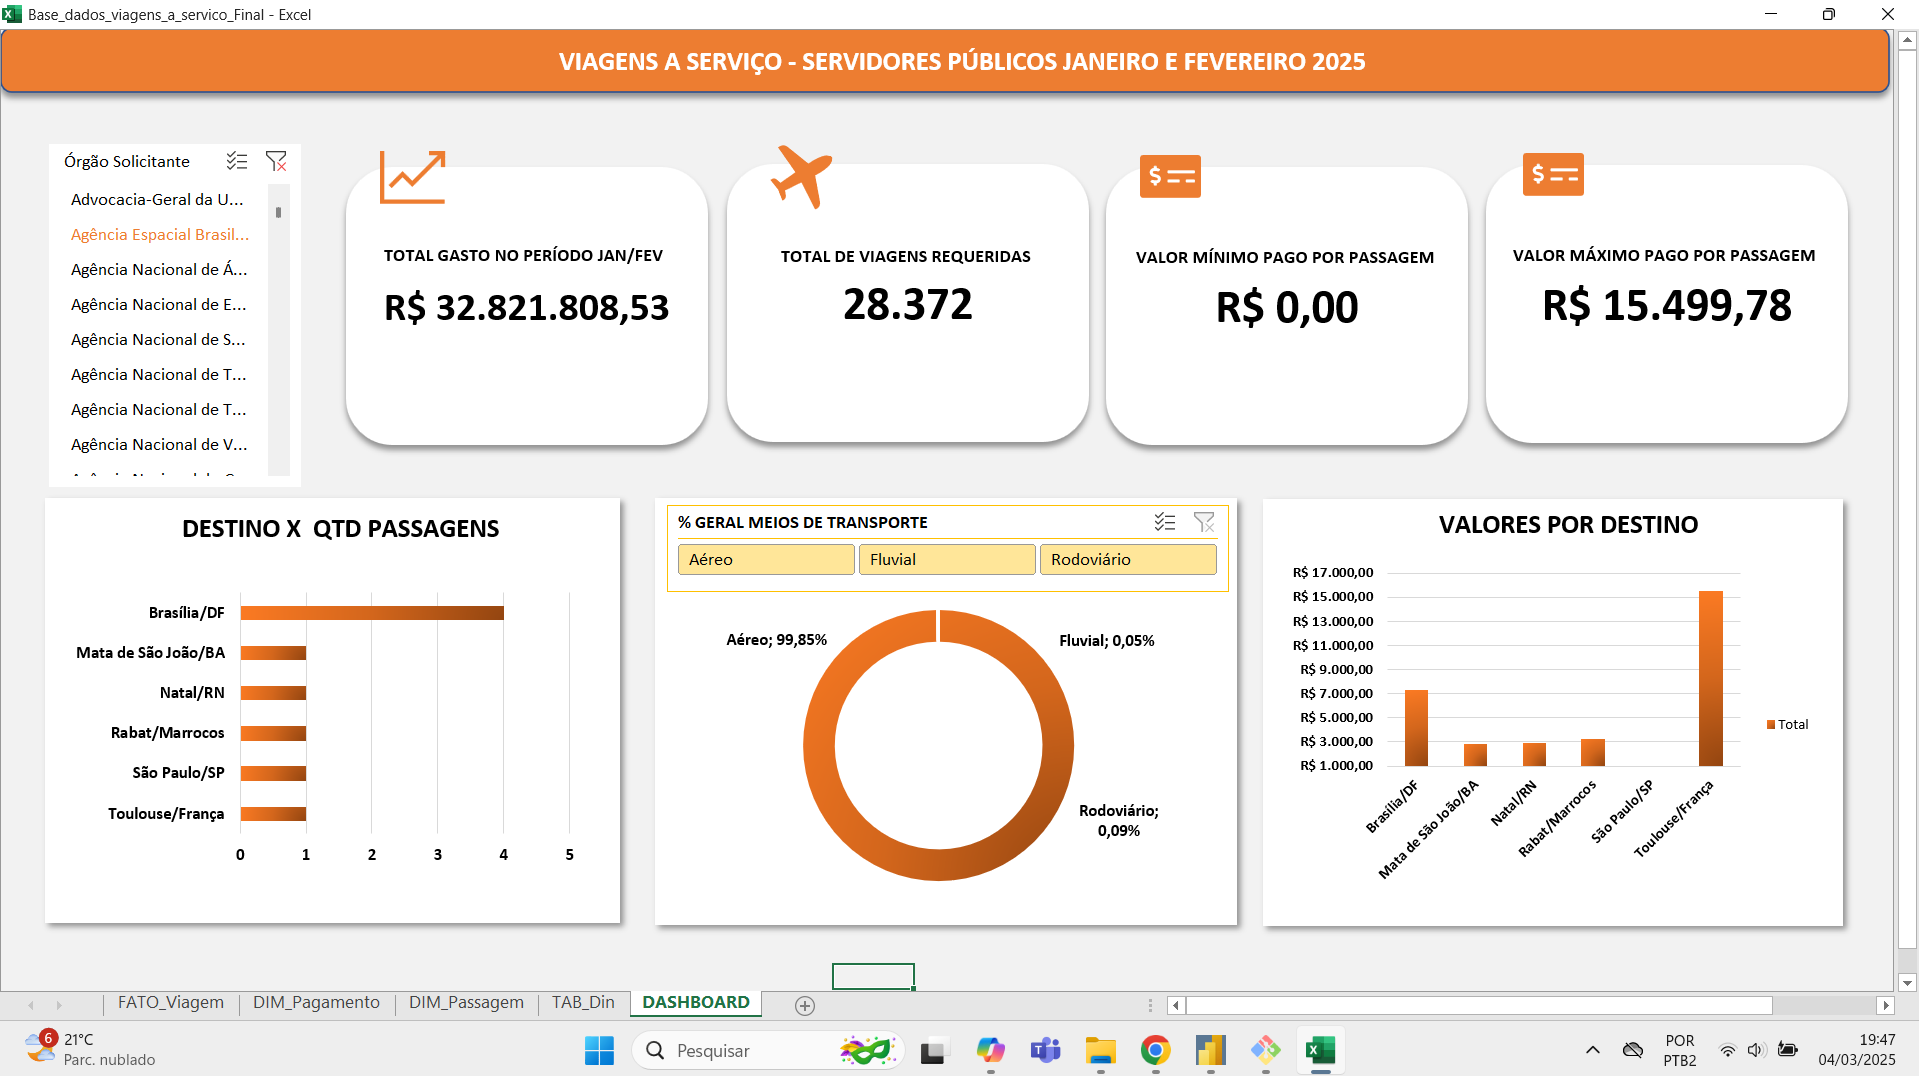 Base_dados_viagens_a_servico_Final - Excel
VIAGENS A SERVIÇO - SERVIDORES PÚBLICOS JANEIRO E FEVEREIRO 2025
Órgão Solicitante
Advocacia-Geral da U...
Agência Espacial Brasil...
Agência Nacional de Á...
Agência Nacional de E...
Agência Nacional de S...
Agência Nacional de T...
Agência Nacional de T...
Agência Nacional de V...
TOTAL GASTO NO PERÍODO JAN/FEV
R$ 32.821.808,53
TOTAL DE VIAGENS REQUERIDAS
28.372
VALOR MÍNIMO PAGO POR PASSAGEM
R$ 0,00
VALOR MÁXIMO PAGO POR PASSAGEM
R$ 15.499,78
DESTINO X QTD PASSAGENS
Brasília/DF
Mata de São João/BA
Natal/RN
Rabat/Marrocos
São Paulo/SP
Toulouse/França
0 1 2 3 4 5
% GERAL MEIOS DE TRANSPORTE
Aéreo Fluvial Rodoviário
Aéreo; 99,85%
Fluvial; 0,05%
Rodoviário;
0,09%
VALORES POR DESTINO
R$ 17.000,00
R$ 15.000,00
R$ 13.000,00
R$ 11.000,00
R$ 9.000,00
R$ 7.000,00
R$ 5.000,00
R$ 3.000,00
R$ 1.000,00
Brasília/DF
Mata de São João/BA
Natal/RN
Rabat/Marrocos
São Paulo/SP
Toulouse/França
Total
FATO_Viagem DIM_Pagamento DIM_Passagem TAB_Din DASHBOARD
6
21°C
Parc. nublado
Pesquisar
POR
PTB2
19:47
04/03/2025